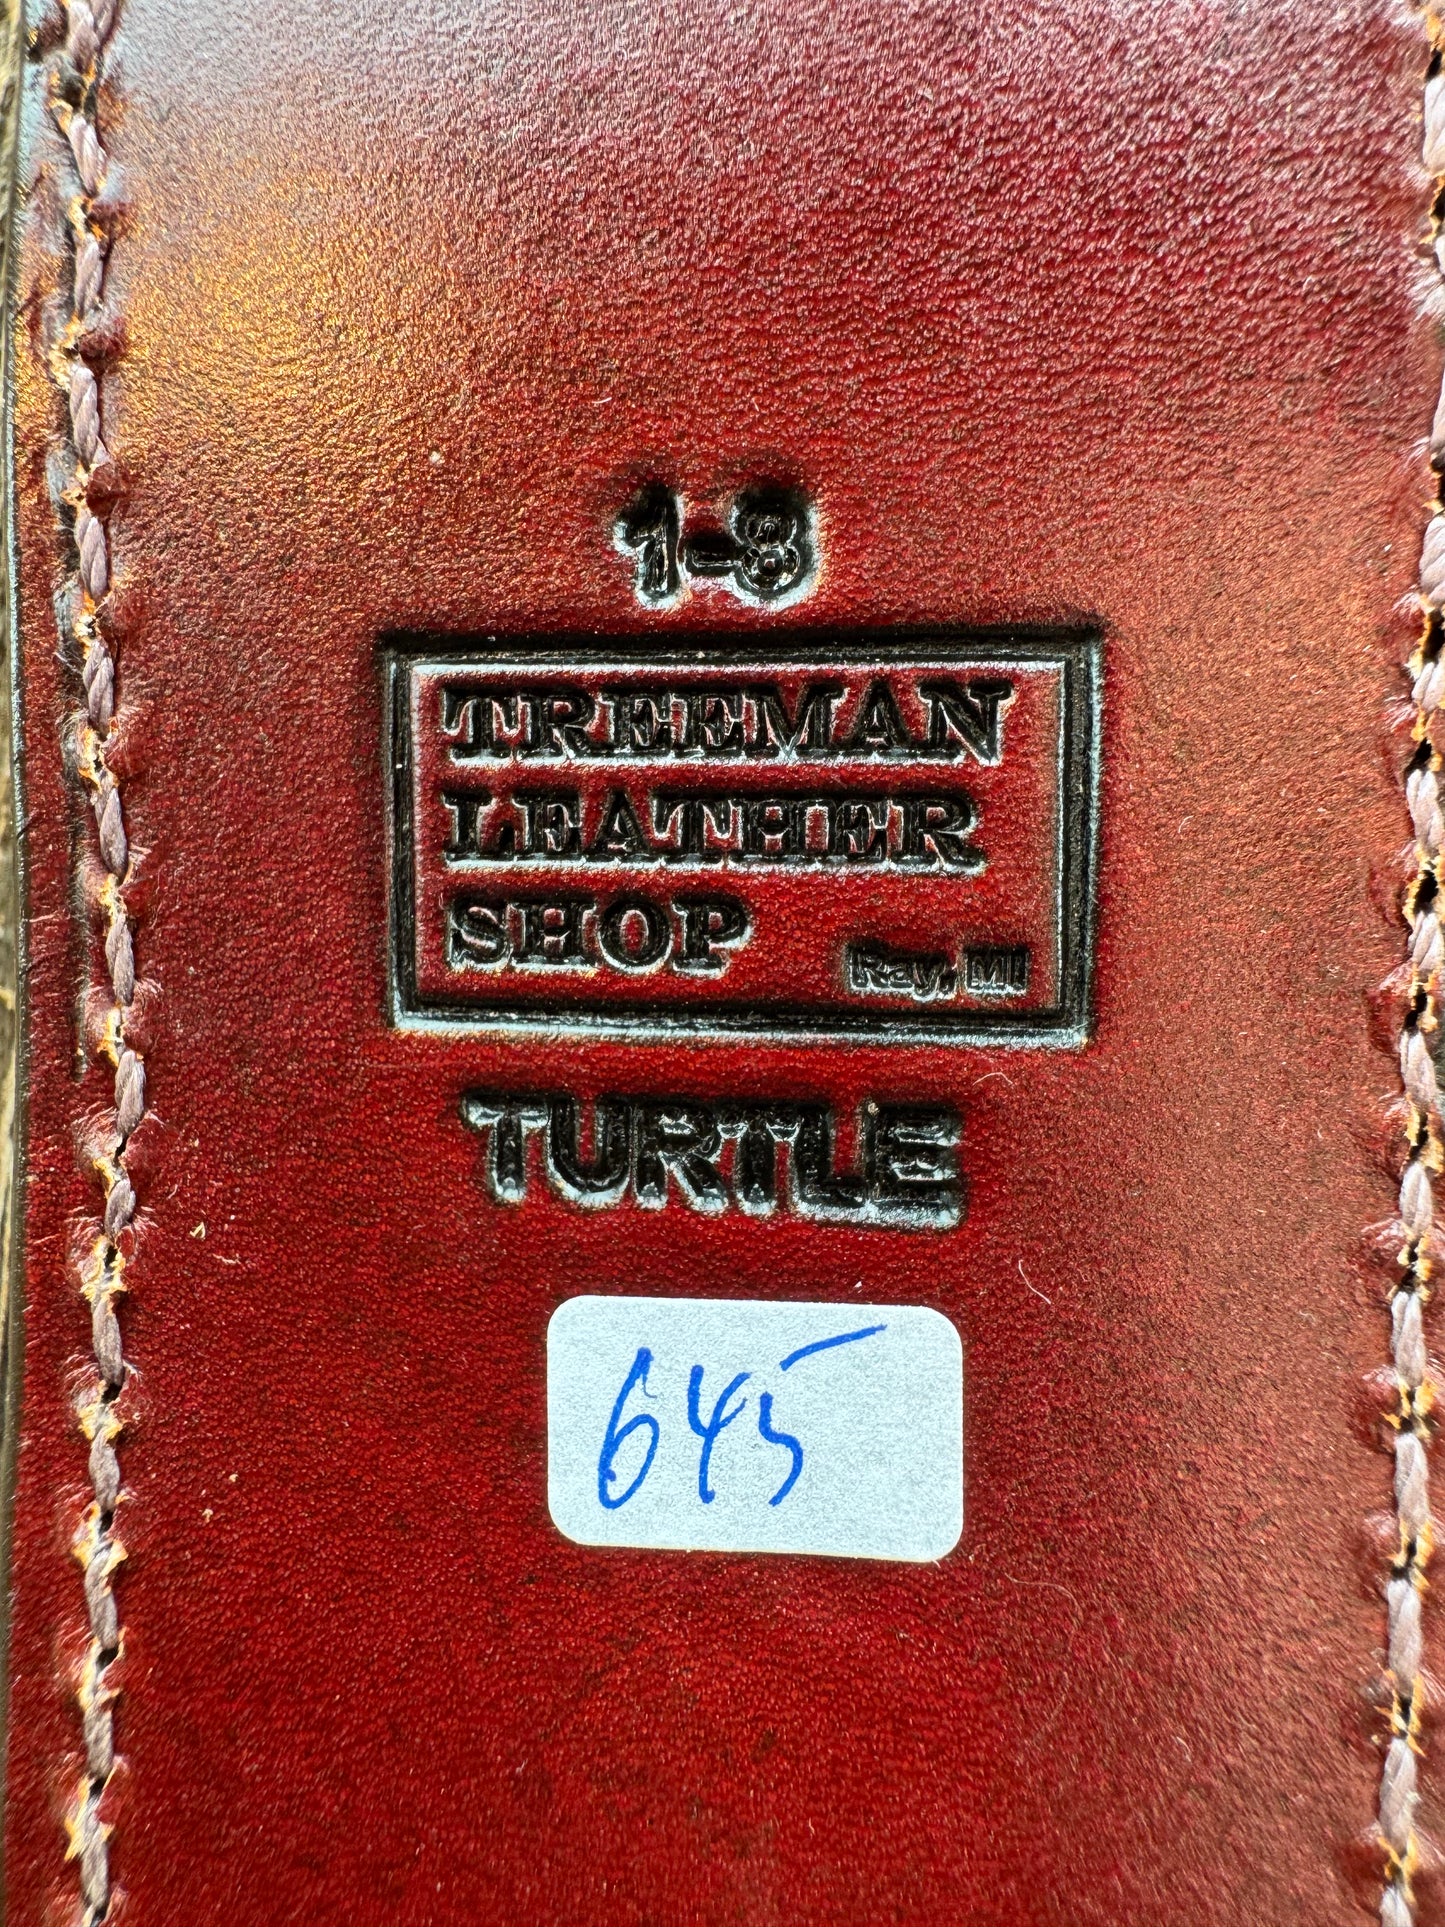 1-8
TREEMAN
LEATHER
SHOP Ray, MI
TURTLE
645